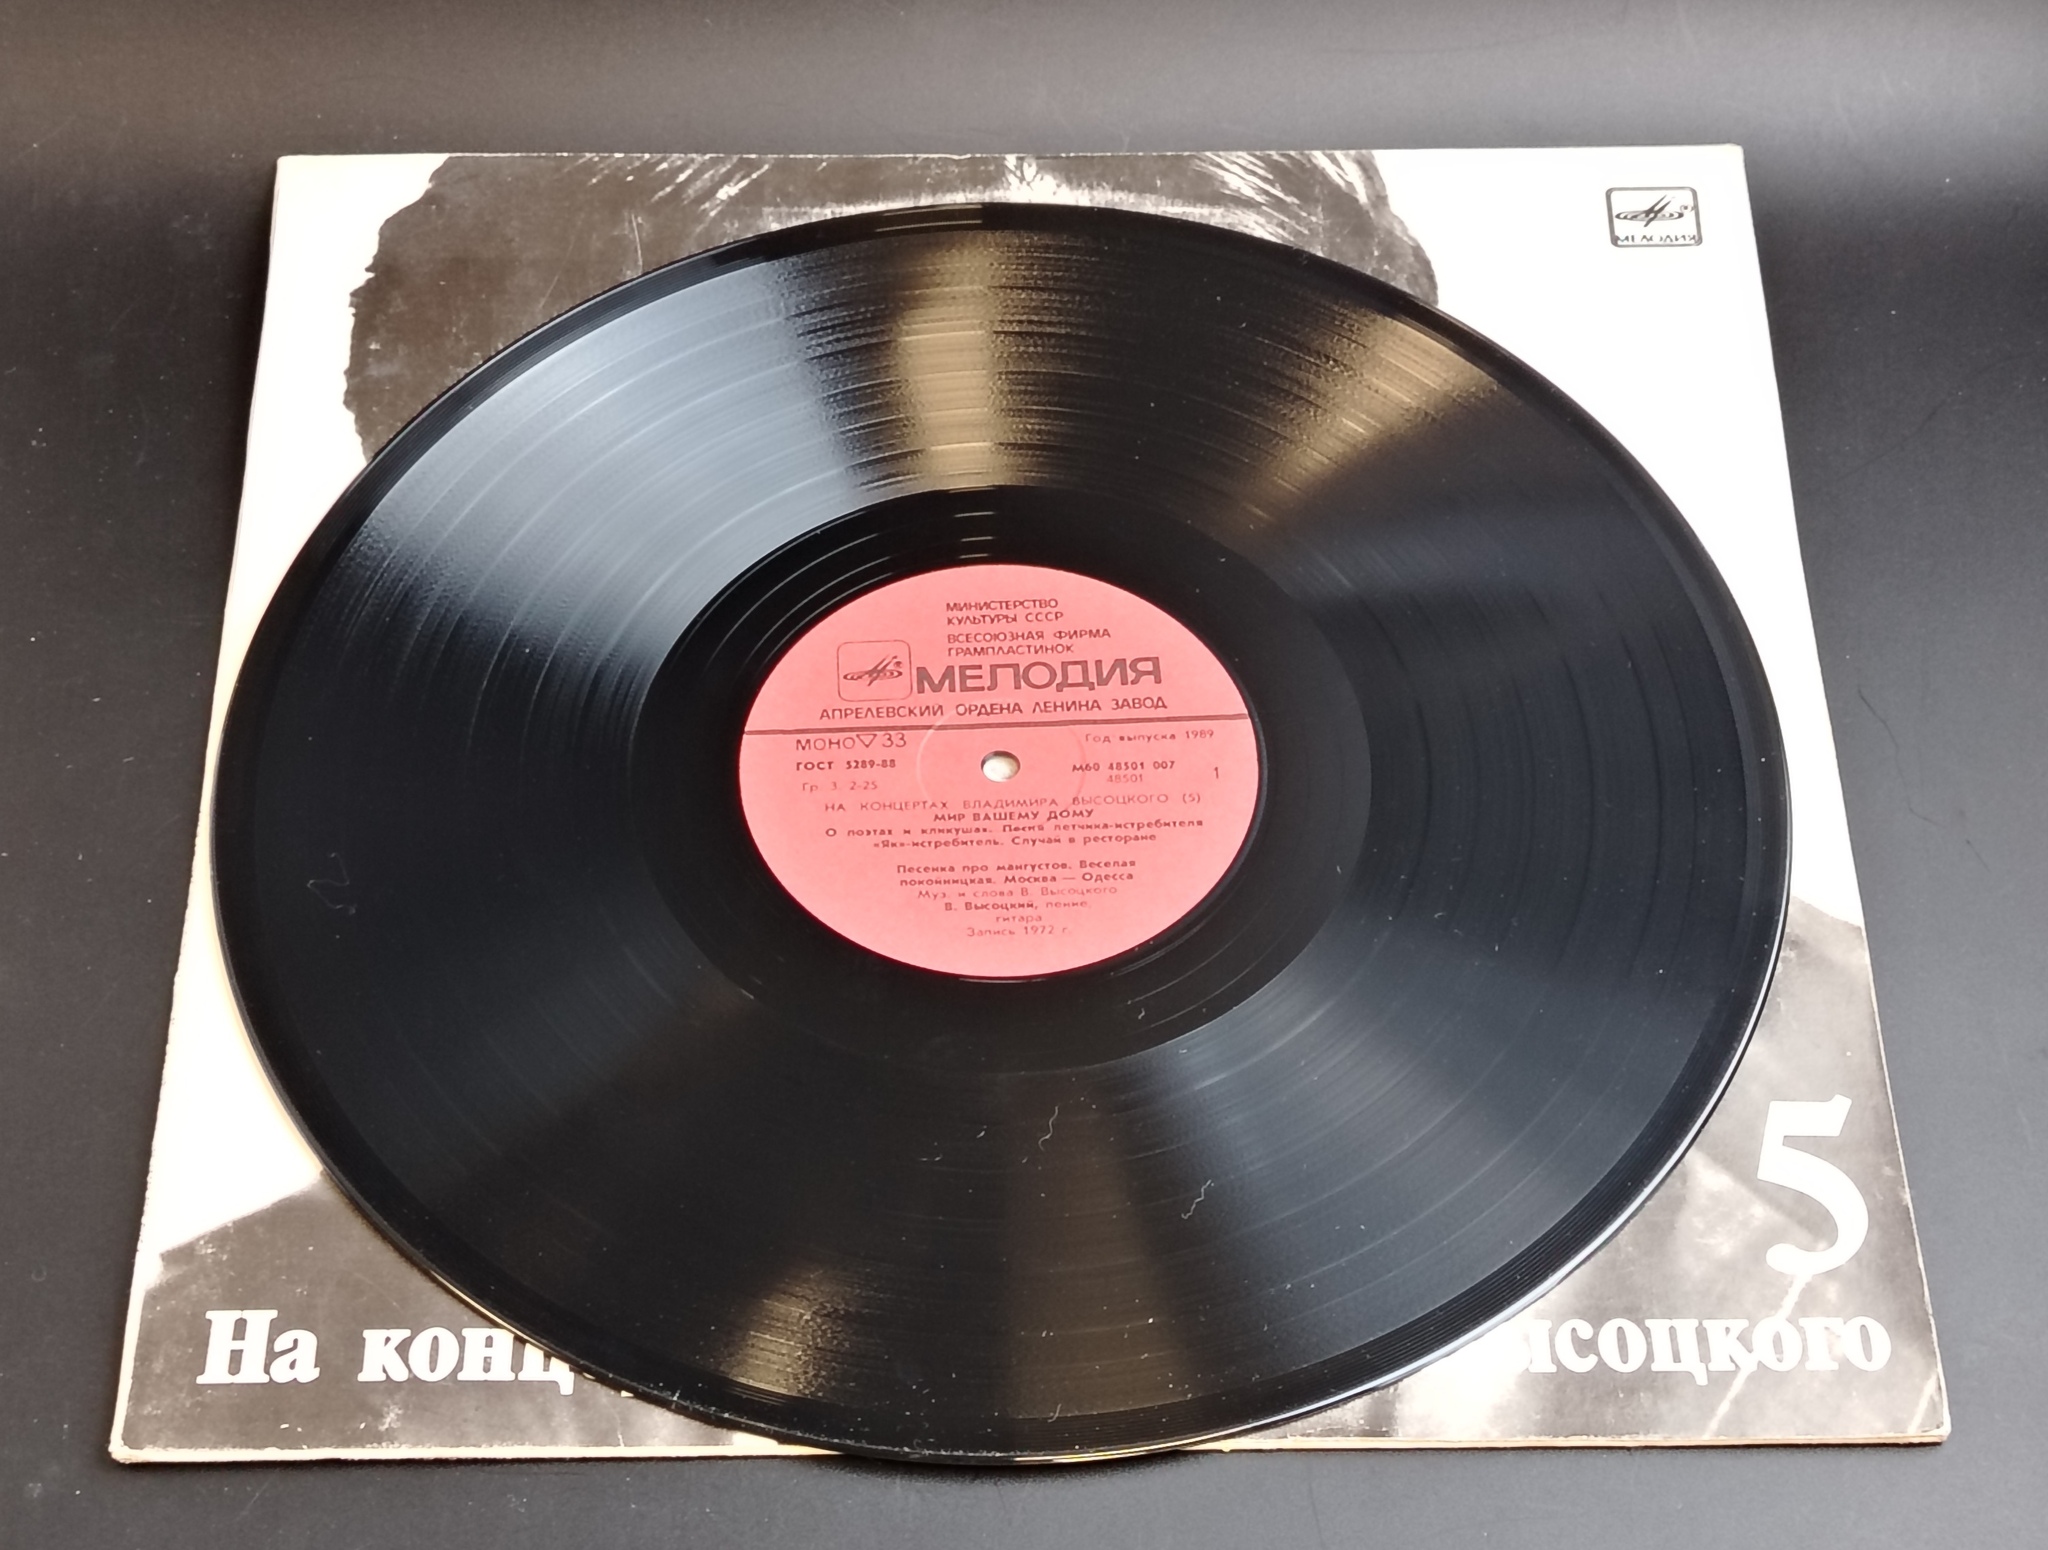 МЕЛОДИЯ
МИНИСТЕРСТВО
КУЛЬТУРЫ СССР
ВСЕСОЮЗНАЯ ФИРМА
ГРАМПЛАСТИНОК
МЕЛОДИЯ
АПРЕЛЕВСКИЙ ОРДЕНА ЛЕНИНА ЗАВОД
МОНО 33
Год выпуска 1989
ГОСТ 5289-88
М60 48501 007
Гр. 3. 2-25
48501
1
НА КОНЦЕРТАХ ВЛАДИМИРА ВЫСОЦКОГО (5)
МИР ВАШЕМУ ДОМУ
О поэтах и кликушах. Песня летчика-истребителя
«Як»-истребитель. Случай в ресторане
Песенка про мангустов. Веселая
покойницкая. Москва — Одесса
Муз. и слова В. Высоцкого
В. Высоцкий, пение,
гитара
Запись 1972 г.
5
На конц ысоцкого